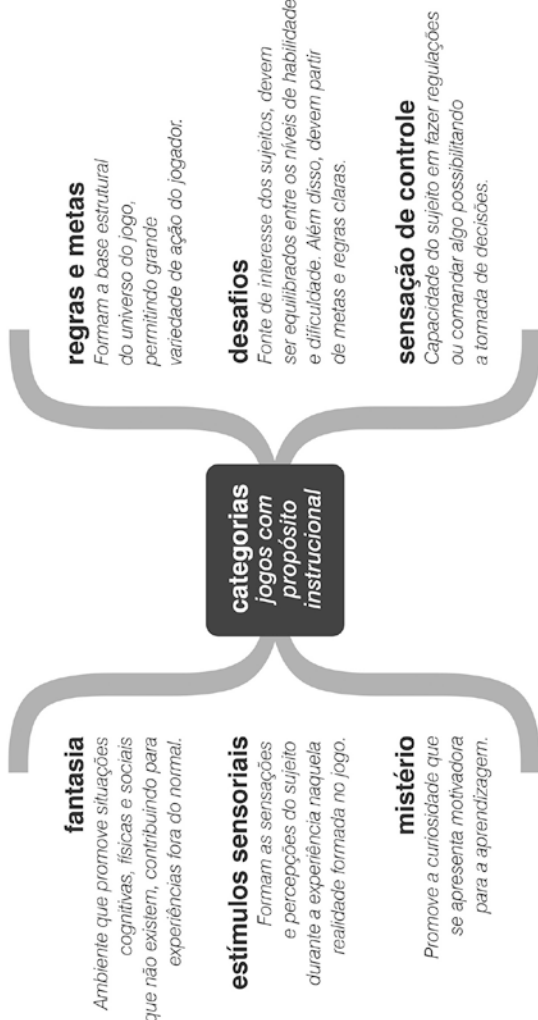 fantasia
Ambiente que promove situações
cognitivas, físicas e sociais
que não existem, contribuindo para
experiências fora do normal.
estímulos sensoriais
Formam as sensações
e percepções do sujeito
durante a experiência naquela
realidade formada no jogo.
mistério
Promove a curiosidade que
se apresenta motivadora
para a aprendizagem.
categorias
jogos com
propósito
instrucional
regras e metas
Formam a base estrutural
do universo do jogo,
permitindo grande
variedade de ação do jogador.
desafios
Fonte de interesse dos sujeitos, devem
ser equilibrados entre os níveis de habilidade
e dificuldade. Além disso, devem partir
de metas e regras claras.
sensação de controle
Capacidade do sujeito em fazer regulações
ou comandar algo possibilitando
a tomada de decisões.